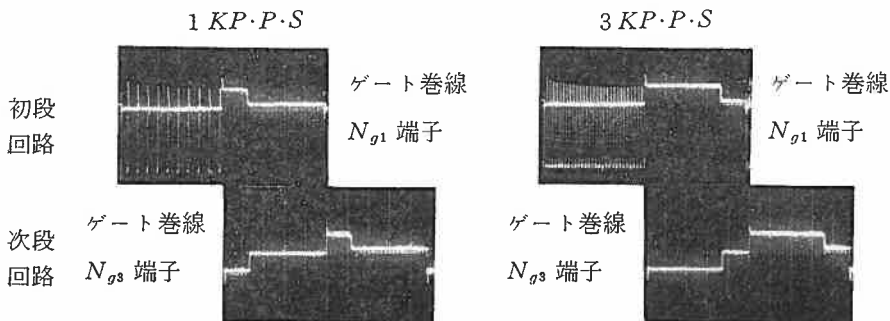 1 KP·P·S
3 KP·P·S
初段
回路
ゲート巻線
N_{g1} 端子
ゲート巻線
N_{g1} 端子
次段
回路
ゲート巻線
N_{g3} 端子
ゲート巻線
N_{g3} 端子